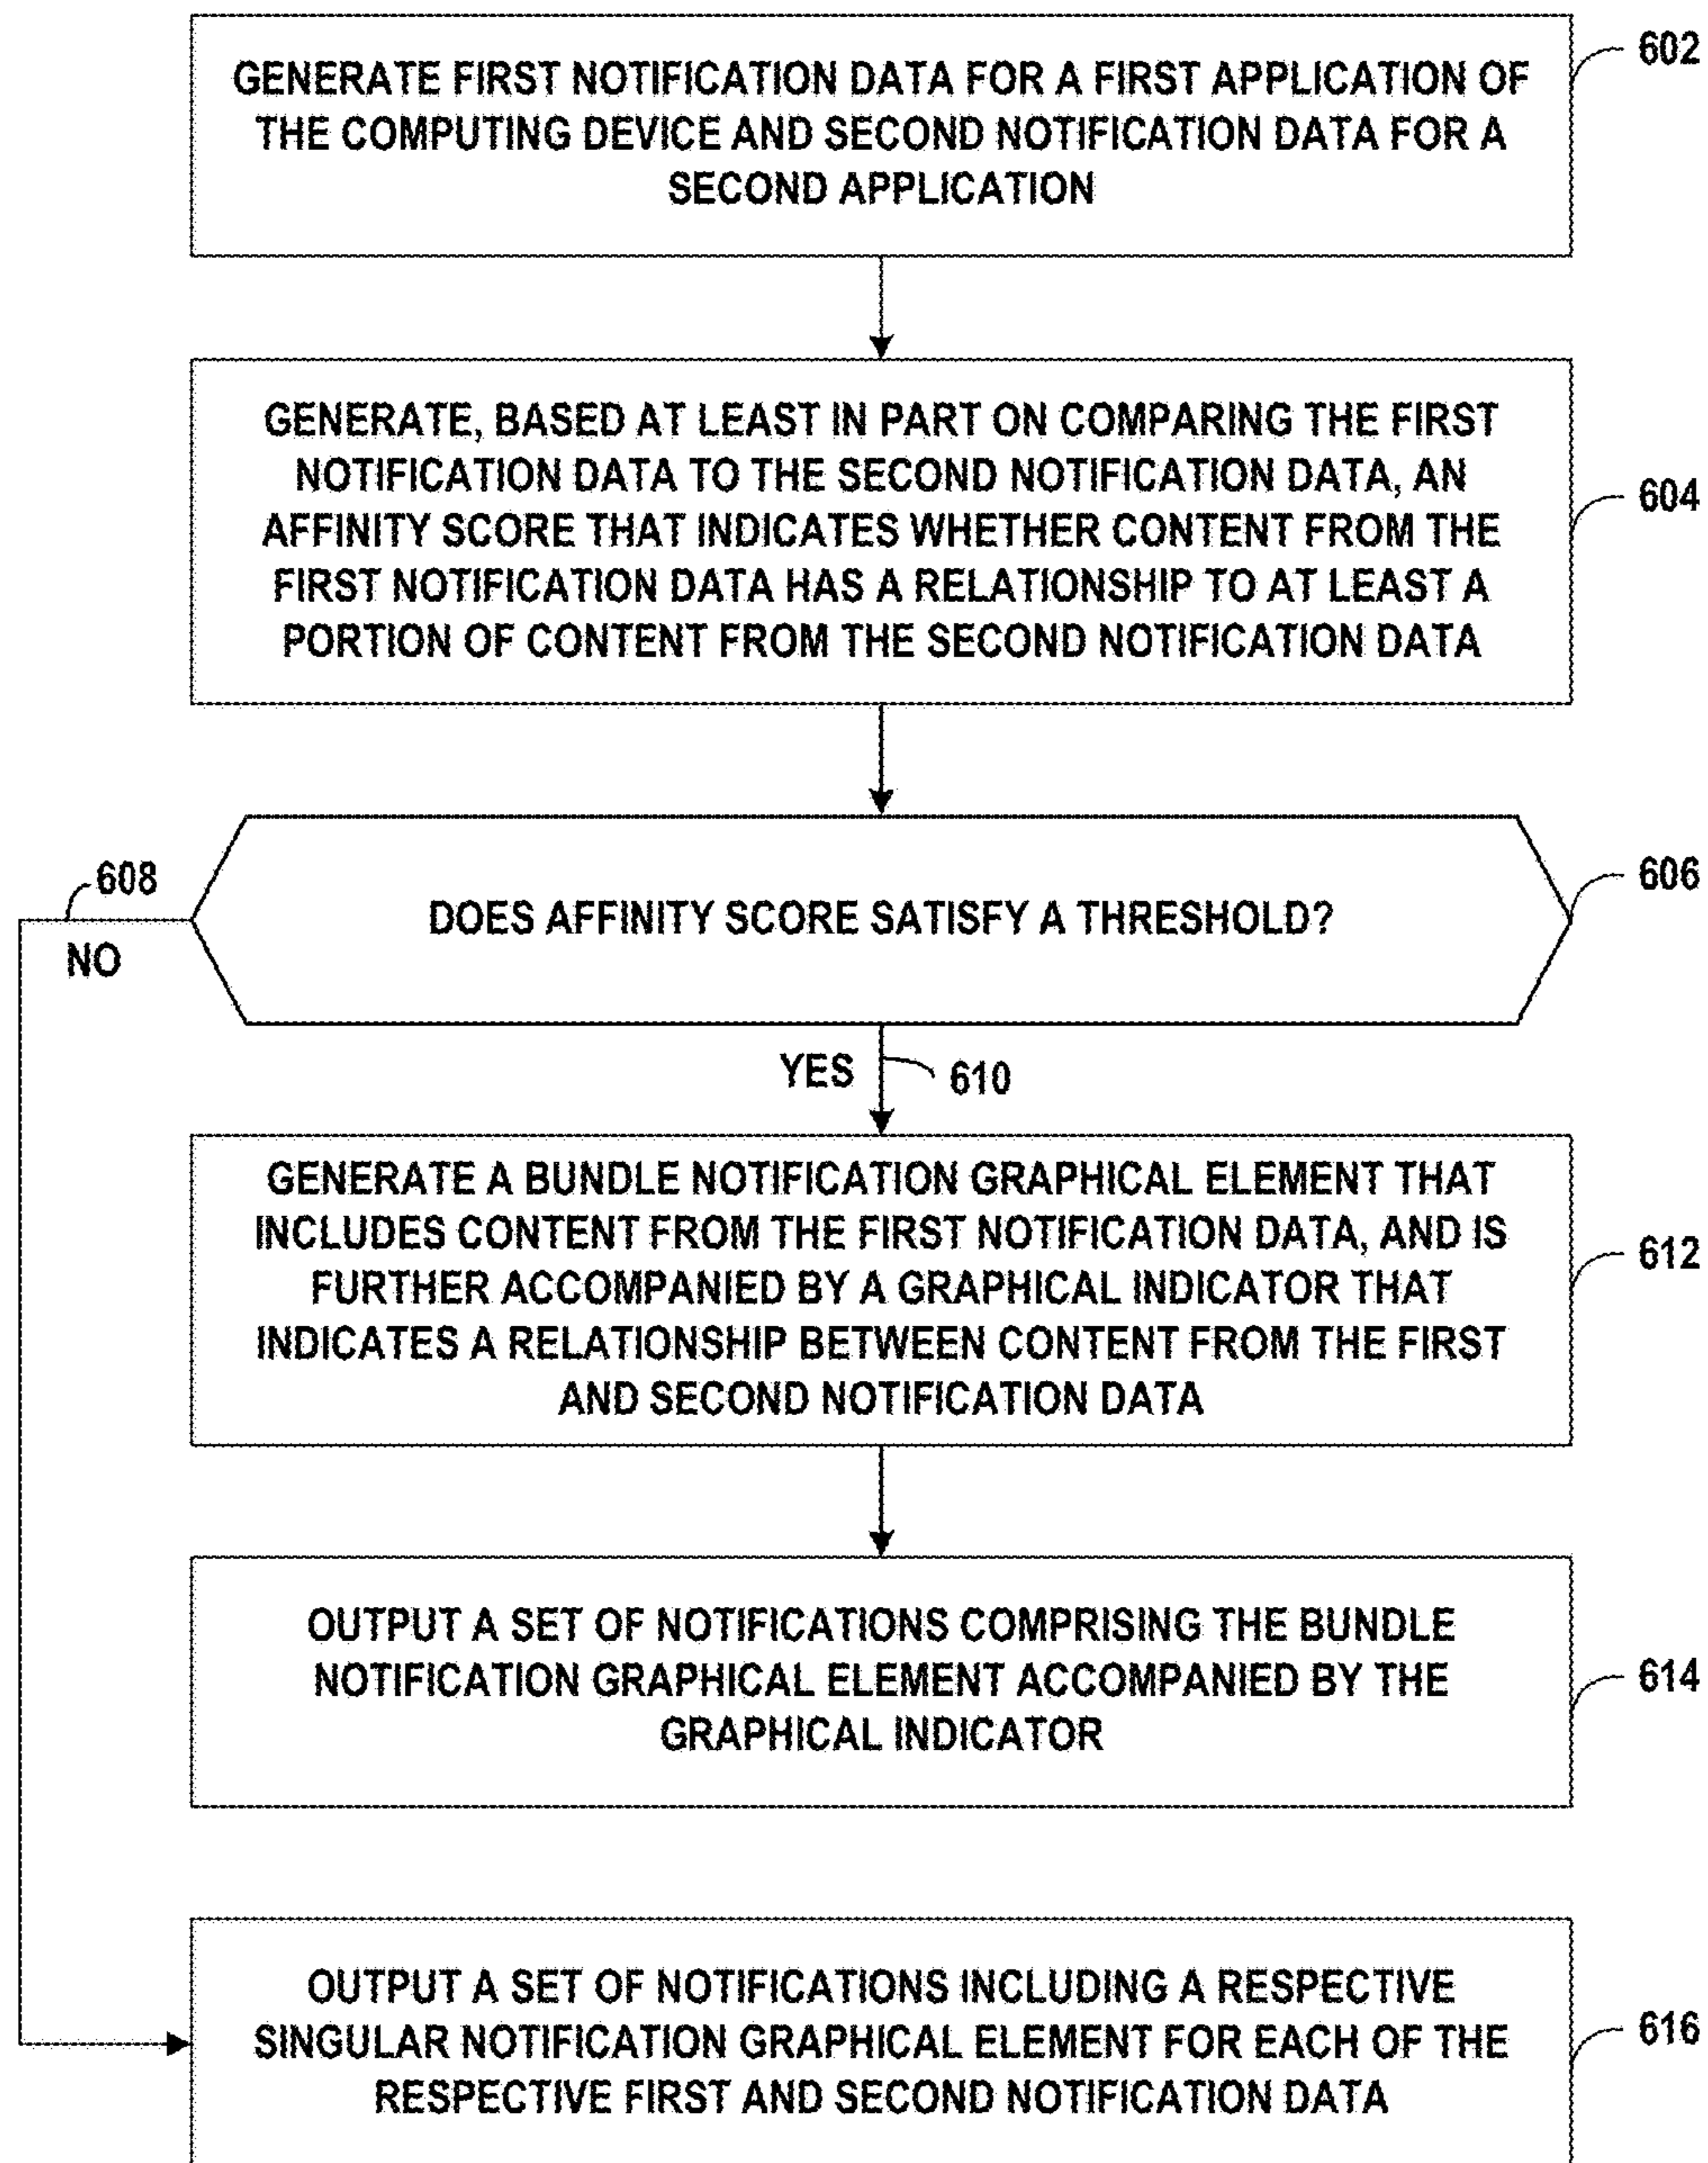 GENERATE FIRST NOTIFICATION DATA FOR A FIRST APPLICATION OF
THE COMPUTING DEVICE AND SECOND NOTIFICATION DATA FOR A
SECOND APPLICATION
602
GENERATE, BASED AT LEAST IN PART ON COMPARING THE FIRST
NOTIFICATION DATA TO THE SECOND NOTIFICATION DATA, AN
AFFINITY SCORE THAT INDICATES WHETHER CONTENT FROM THE
FIRST NOTIFICATION DATA HAS A RELATIONSHIP TO AT LEAST A
PORTION OF CONTENT FROM THE SECOND NOTIFICATION DATA
604
DOES AFFINITY SCORE SATISFY A THRESHOLD?
606
608
NO
YES
610
GENERATE A BUNDLE NOTIFICATION GRAPHICAL ELEMENT THAT
INCLUDES CONTENT FROM THE FIRST NOTIFICATION DATA, AND IS
FURTHER ACCOMPANIED BY A GRAPHICAL INDICATOR THAT
INDICATES A RELATIONSHIP BETWEEN CONTENT FROM THE FIRST
AND SECOND NOTIFICATION DATA
612
OUTPUT A SET OF NOTIFICATIONS COMPRISING THE BUNDLE
NOTIFICATION GRAPHICAL ELEMENT ACCOMPANIED BY THE
GRAPHICAL INDICATOR
614
OUTPUT A SET OF NOTIFICATIONS INCLUDING A RESPECTIVE
SINGULAR NOTIFICATION GRAPHICAL ELEMENT FOR EACH OF THE
RESPECTIVE FIRST AND SECOND NOTIFICATION DATA
616